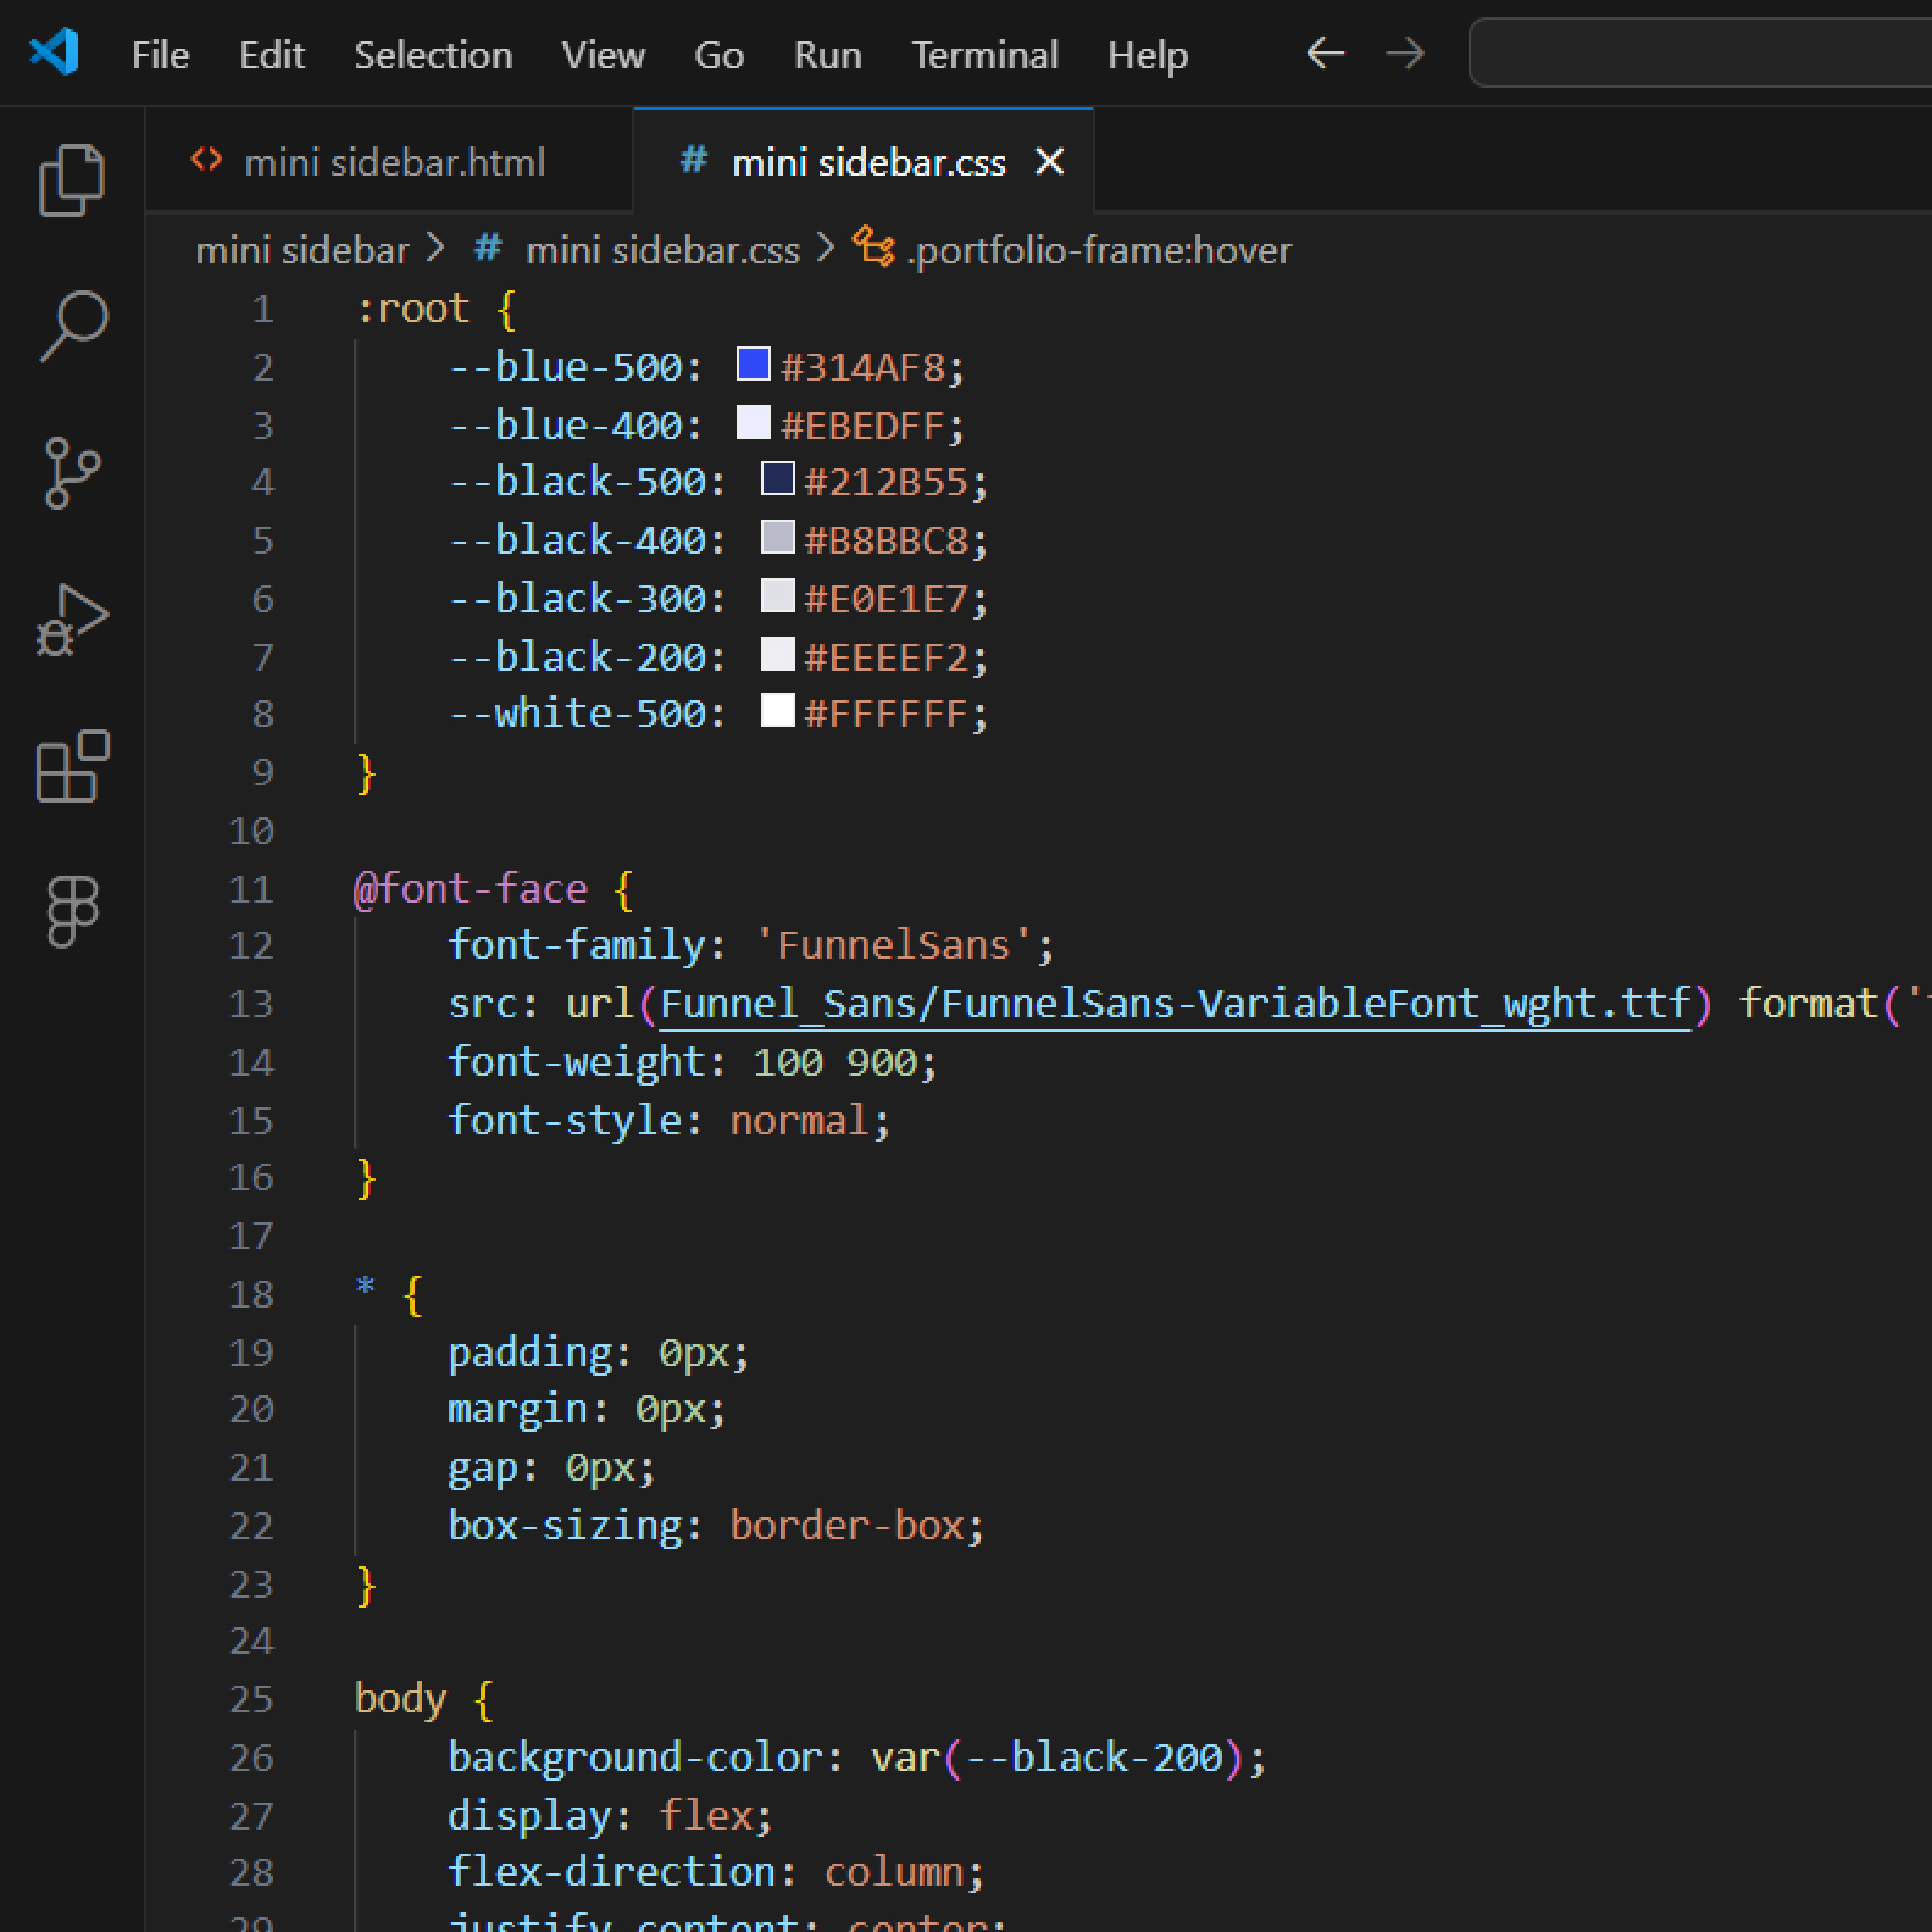 File Edit Selection View Go Run Terminal Help
mini sidebar.html # mini sidebar.css
mini sidebar > # mini sidebar.css > .portfolio-frame:hover
1 :root {
2 --blue-500: #314AF8;
3 --blue-400: #EBEDFF;
4 --black-500: #212B55;
5 --black-400: #B8BBC8;
6 --black-300: #E0E1E7;
7 --black-200: #EEEEF2;
8 --white-500: #FFFFFF;
9 }
10
11 @font-face {
12 font-family: 'FunnelSans';
13 src: url(Funnel_Sans/FunnelSans-VariableFont_wght.ttf) format('
14 font-weight: 100 900;
15 font-style: normal;
16 }
17
18 * {
19 padding: 0px;
20 margin: 0px;
21 gap: 0px;
22 box-sizing: border-box;
23 }
24
25 body {
26 background-color: var(--black-200);
27 display: flex;
28 flex-direction: column;
29 justify-content: center;